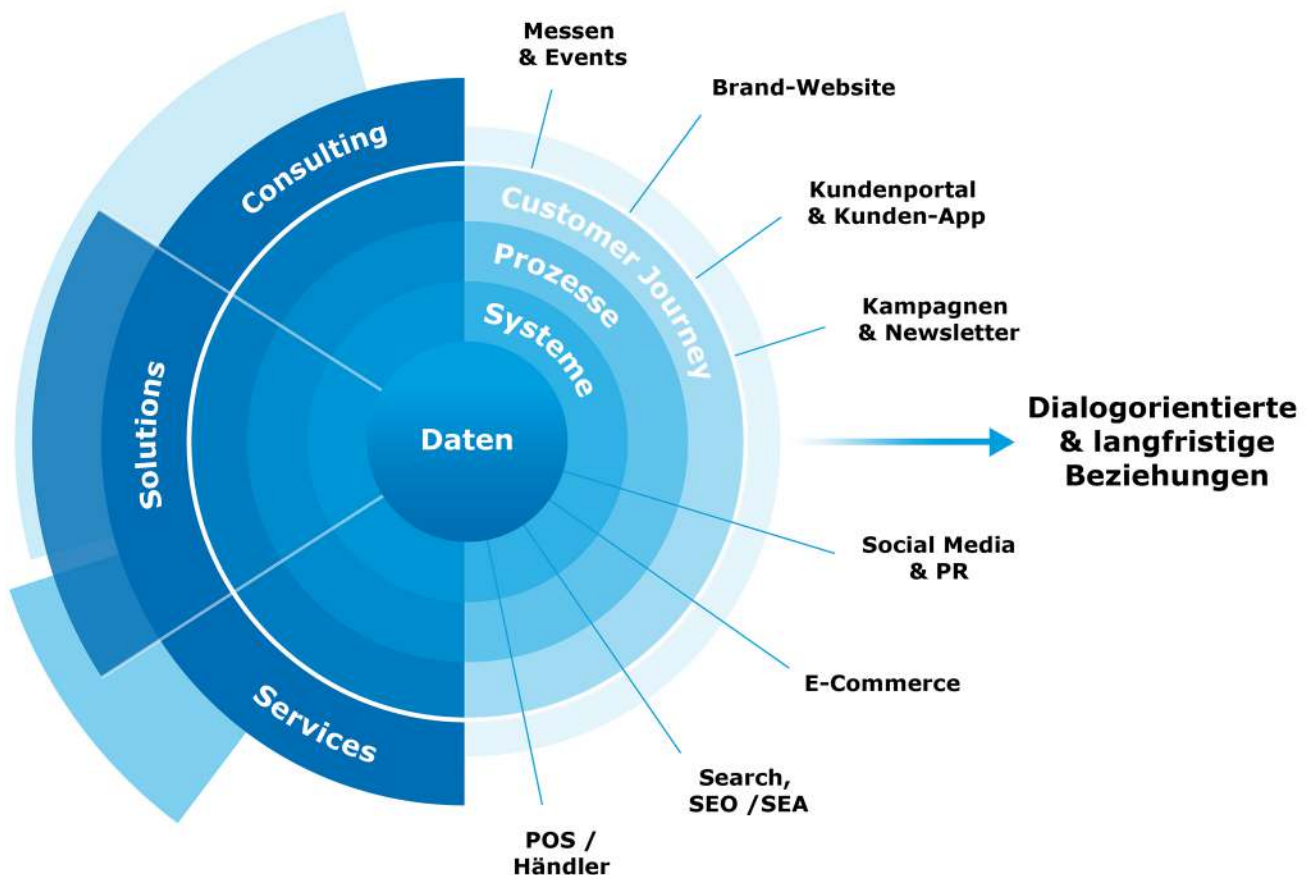 Messen
& Events
Brand-Website
Kundenportal
& Kunden-App
Kampagnen
& Newsletter
Dialogorientierte
& langfristige
Beziehungen
Social Media
& PR
E-Commerce
Search,
SEO /SEA
POS /
Händler
Consulting
Solutions
Services
Customer Journey
Prozesse
Systeme
Daten